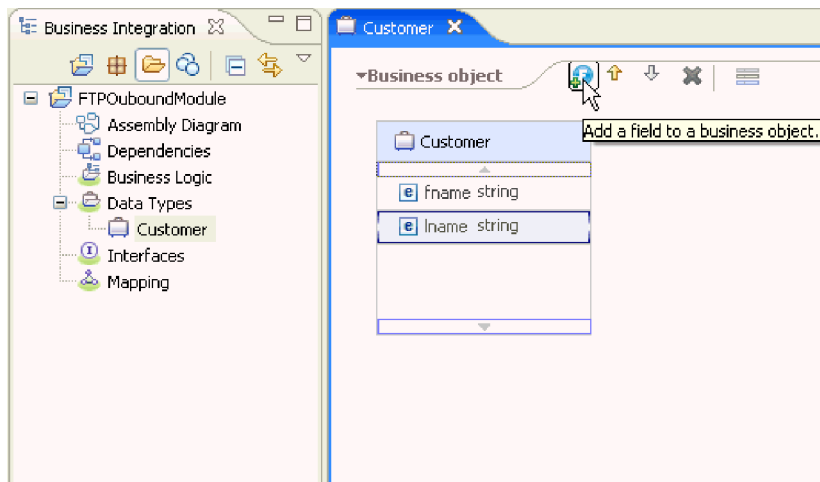 Business Integration
FTPOuboundModule
Assembly Diagram
Dependencies
Business Logic
Data Types
Customer
Interfaces
Mapping
Customer
Business object
Add a field to a business object.
Customer
e fname string
e lname string